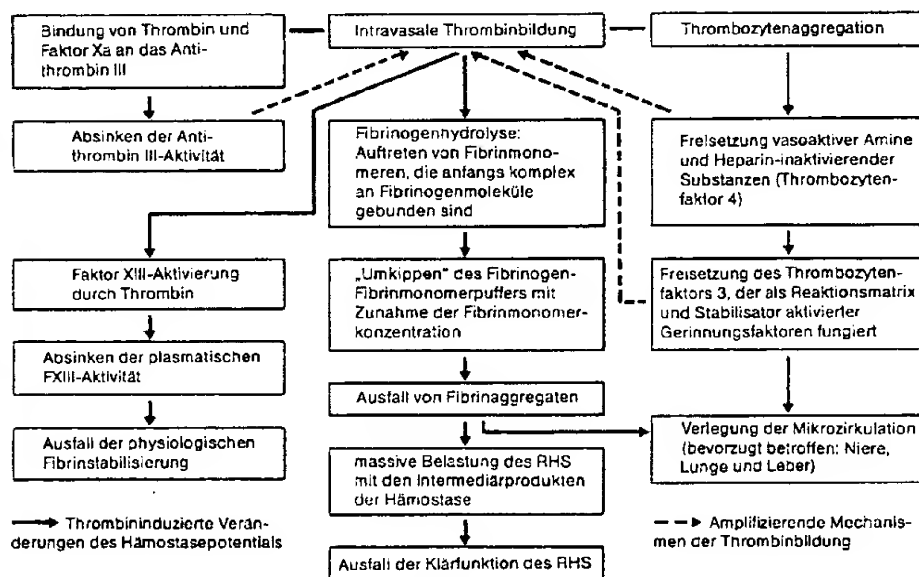 Bindung von Thrombin und
Faktor Xa an das Anti-
thrombin III
Intravasale Thrombinbildung
Thrombozytenaggregation
Absinken der Anti-
thrombin III-Aktivität
Fibrinogenhydrolyse:
Auftreten von Fibrinmono-
meren, die anfangs komplex
an Fibrinogenmoleküle
gebunden sind
Freisetzung vasoaktiver Amine
und Heparin-inaktivierender
Substanzen (Thrombozyten-
faktor 4)
Faktor XIII-Aktivierung
durch Thrombin
„Umkippen“ des Fibrinogen-
Fibrinmonomerpuffers mit
Zunahme der Fibrinmonomer-
konzentration
Freisetzung des Thrombozyten-
faktors 3, der als Reaktionsmatrix
und Stabilisator aktivierter
Gerinnungsfaktoren fungiert
Absinken der plasmatischen
FXIII-Aktivität
Ausfall von Fibrinaggregaten
Ausfall der physiologischen
Fibrinstabilisierung
massive Belastung des RHS
mit den Intermediärprodukten
der Hämostase
Verlegung der Mikrozirkulation
(bevorzugt betroffen: Niere,
Lunge und Leber)
Thrombininduzierte Verän-
derungen des Hämostasepotentials
Ausfall der Klärfunktion des RHS
Amplifizierende Mechanis-
men der Thrombinbildung